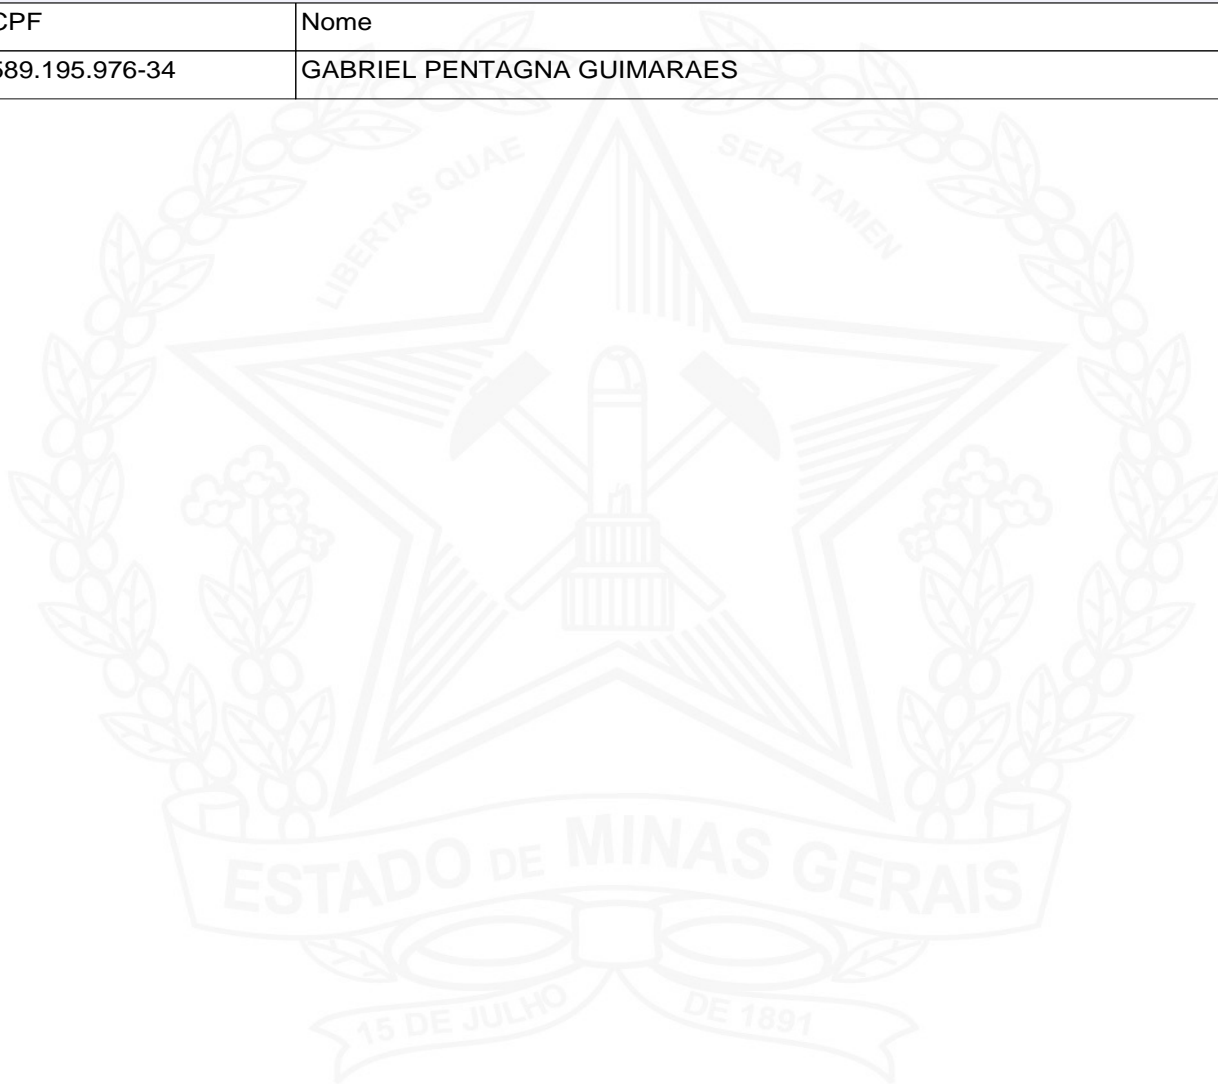 CPF Nome
589.195.976-34 GABRIEL PENTAGNA GUIMARAES
LIBERTAS QUAE SERA TAMEN
ESTADO DE MINAS GERAIS
15 DE JULHO DE 1891